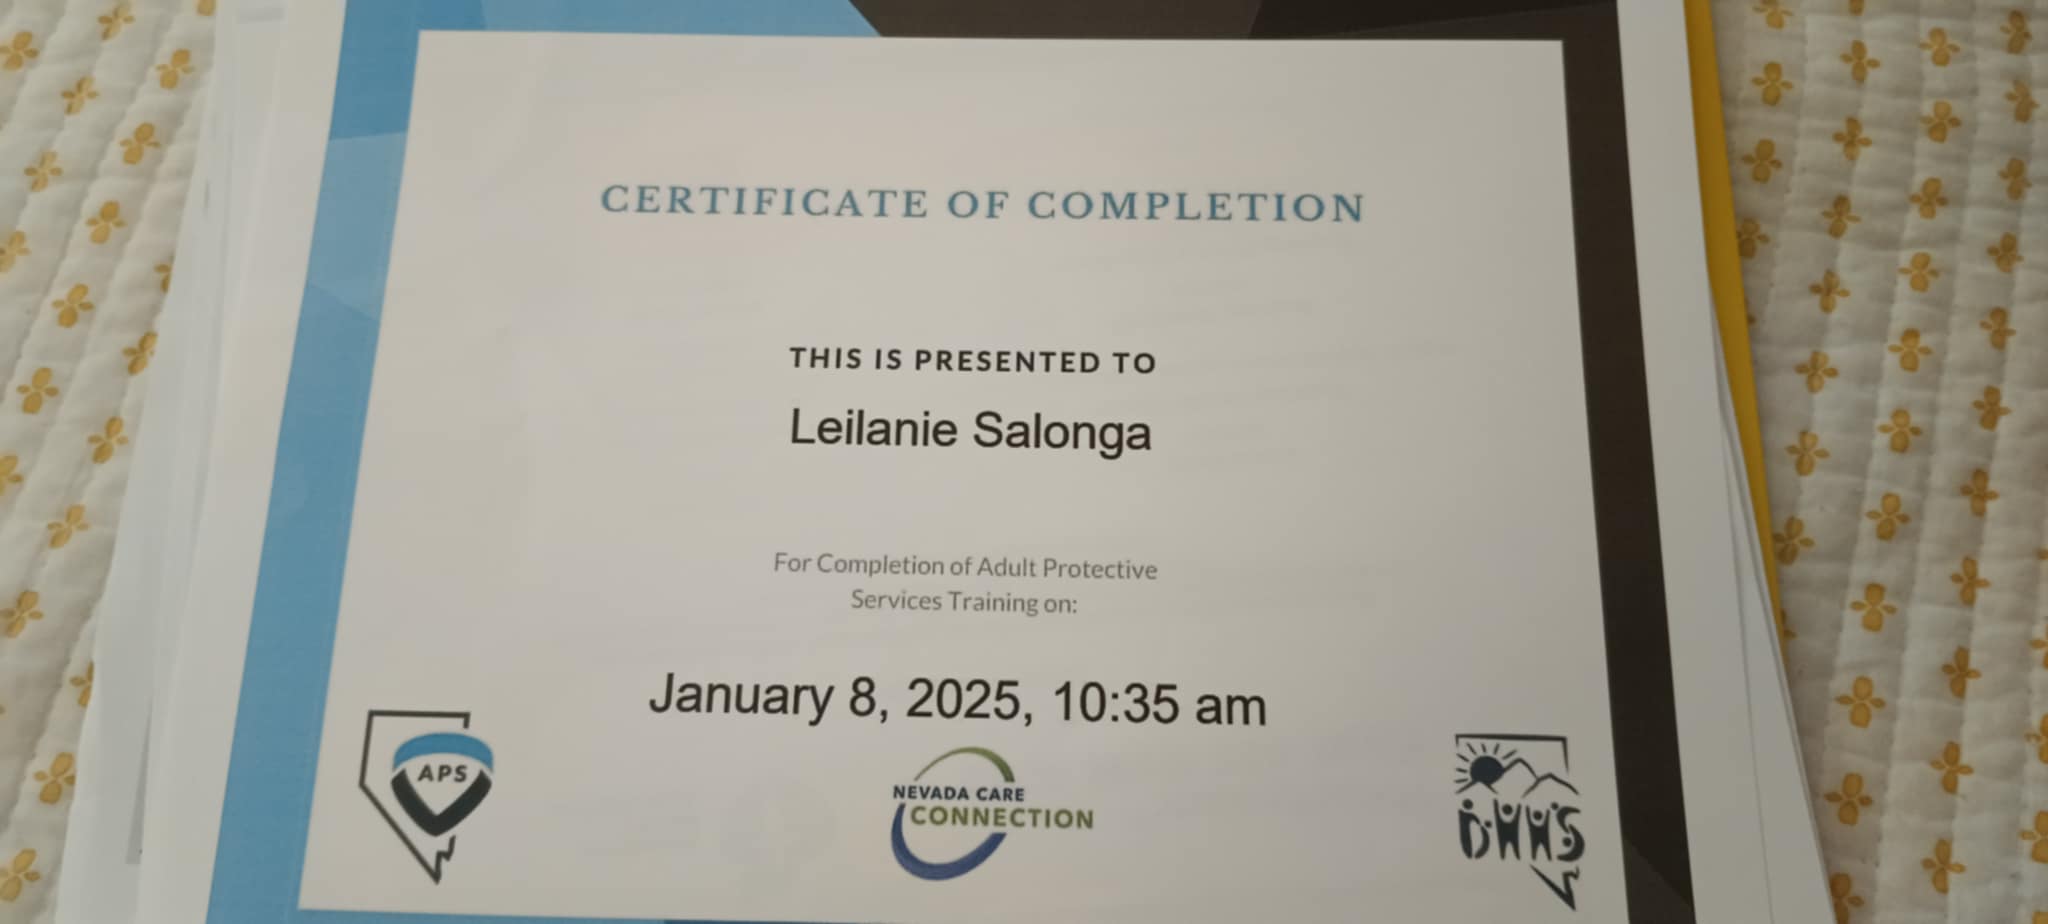 CERTIFICATE OF COMPLETION
THIS IS PRESENTED TO
Leilanie Salonga
For Completion of Adult Protective
Services Training on:
January 8, 2025, 10:35 am
APS
NEVADA CARE
CONNECTION
DHHS